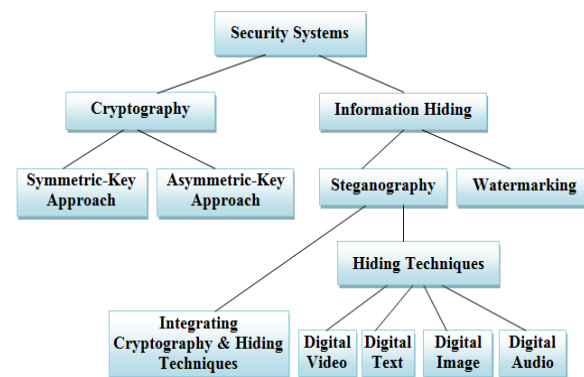 Security Systems
Cryptography
Information Hiding
Symmetric-Key
Approach
Asymmetric-Key
Approach
Steganography
Watermarking
Hiding Techniques
Integrating
Cryptography & Hiding
Techniques
Digital
Video
Digital
Text
Digital
Image
Digital
Audio